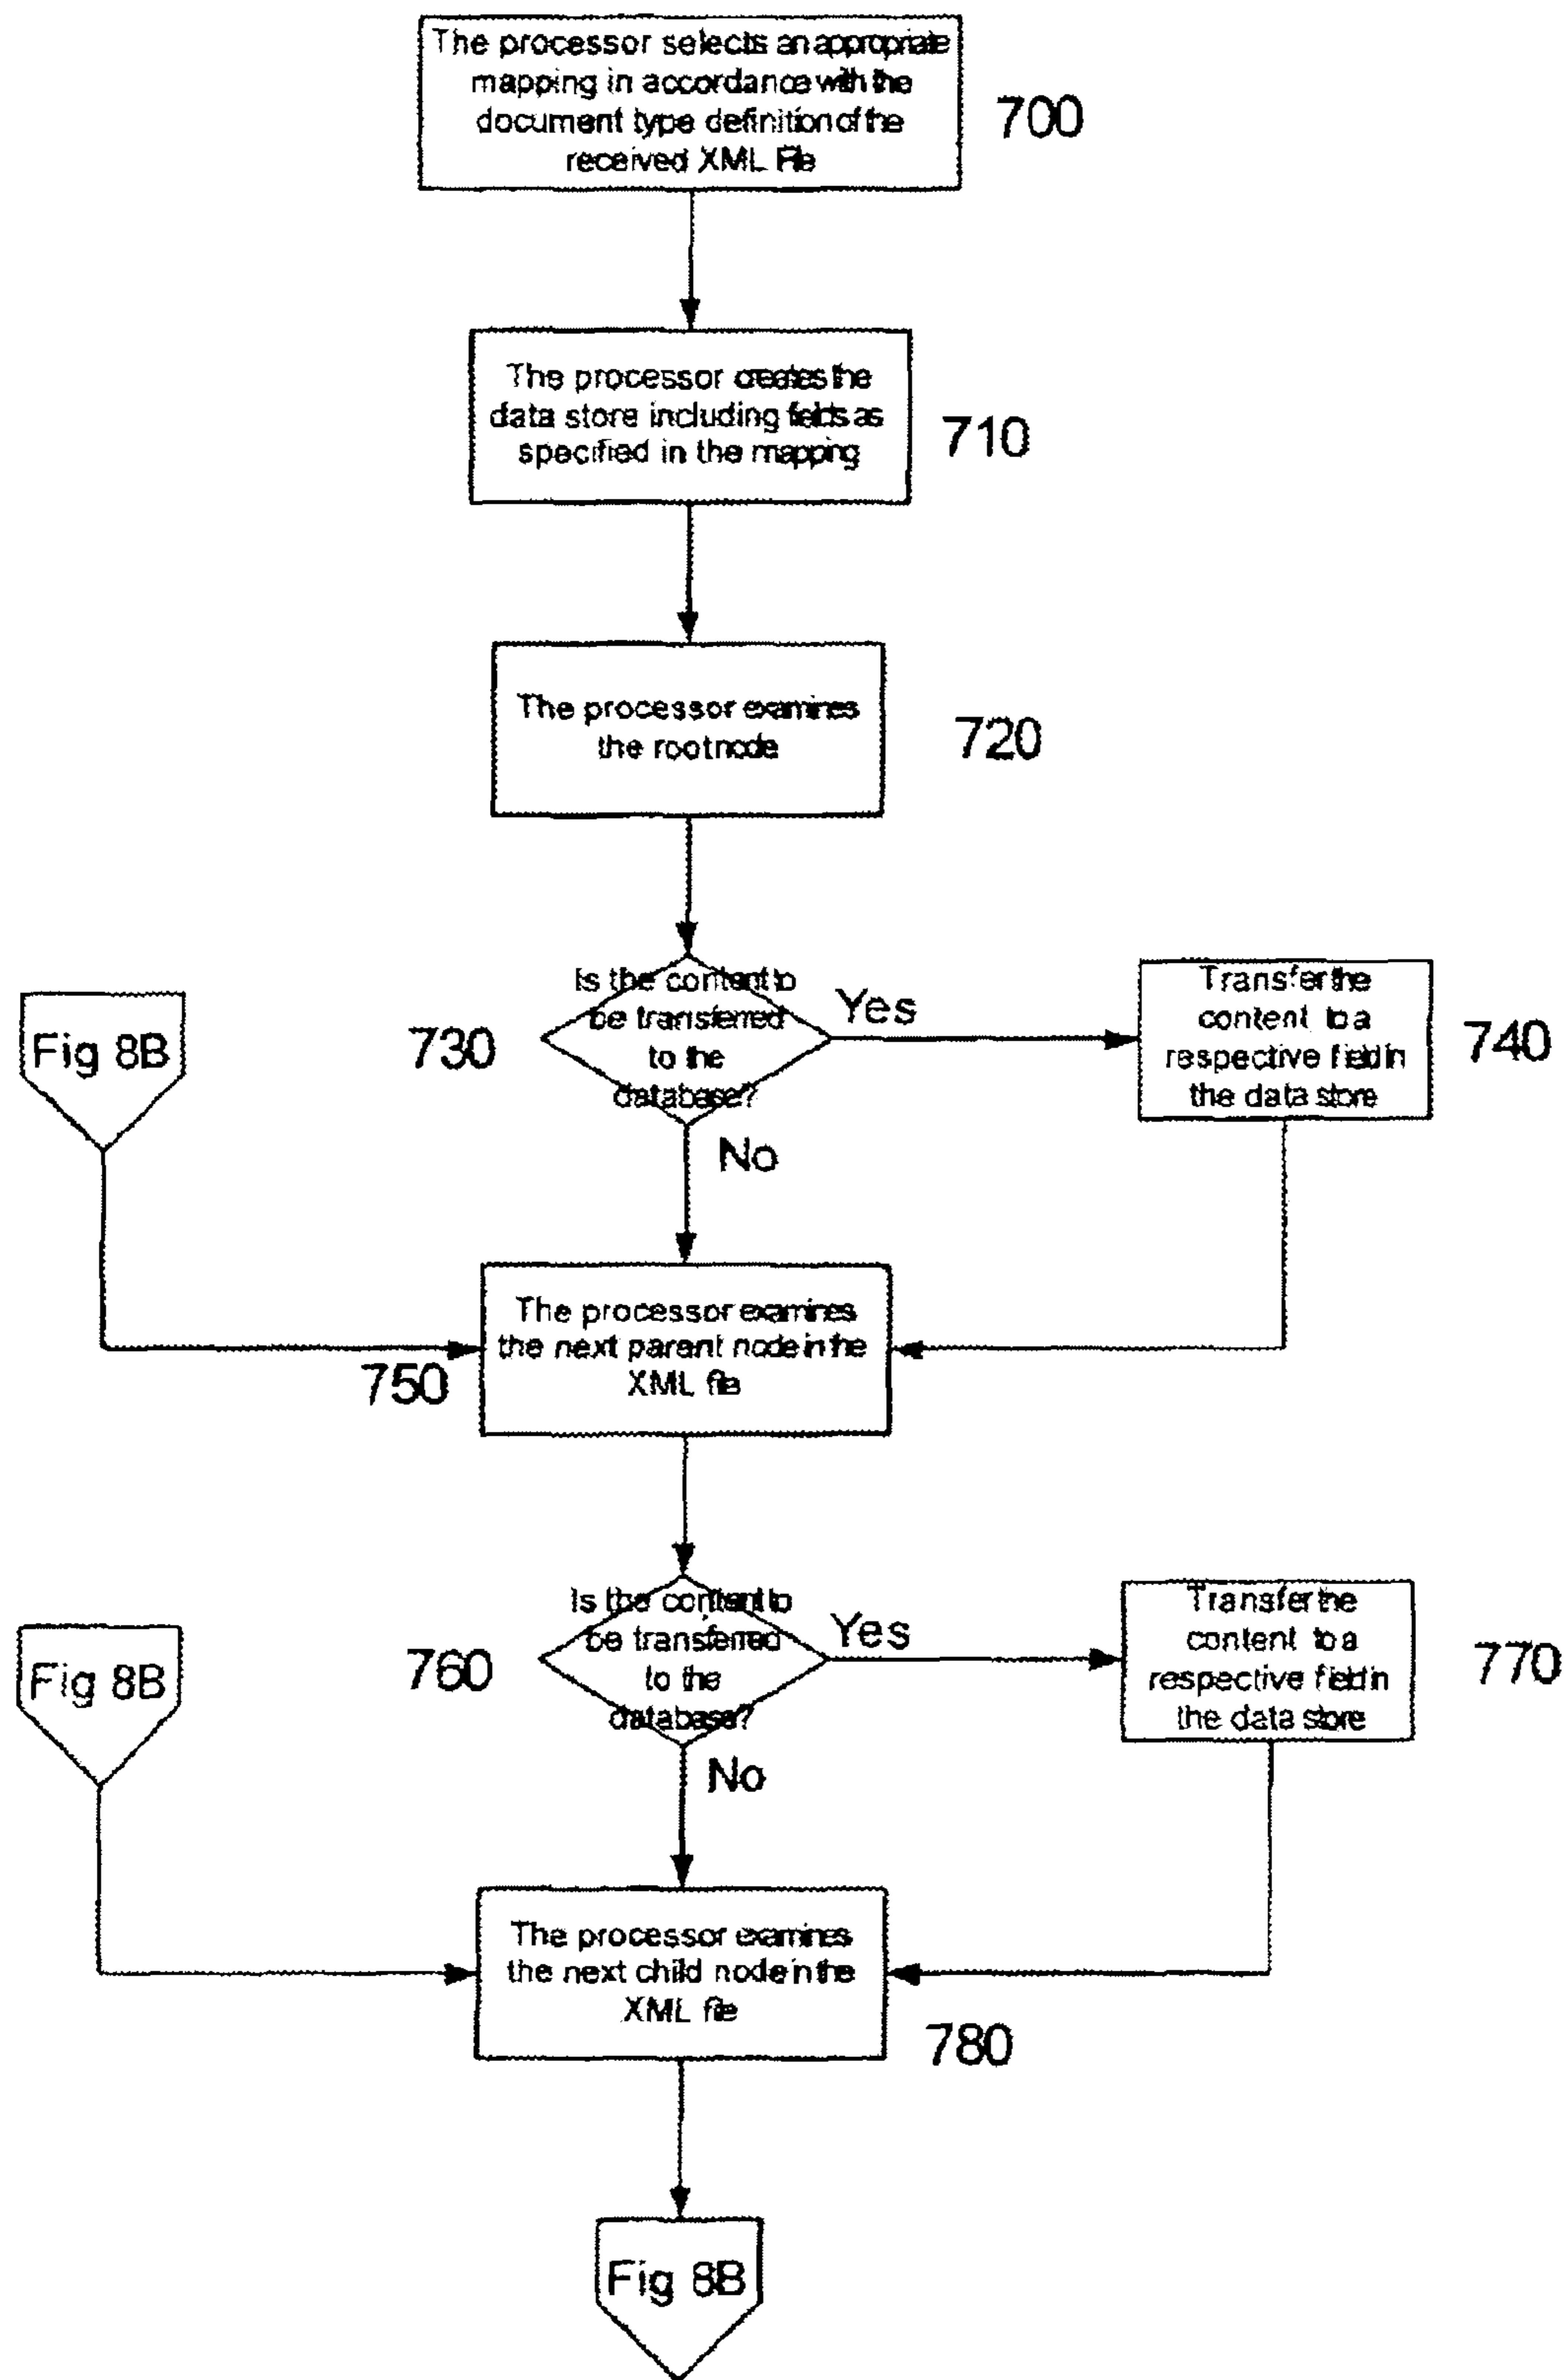 The processor selects an appropriate
mapping in accordance with the
document type definition of the
received XML File
700
The processor creates the
data store including fields as
specified in the mapping
710
The processor examines
the root node
720
Is the content to
be transferred
to the
database?
730
Yes
No
Transfer the
content to a
respective field in
the data store
740
Fig 8B
The processor examines
the next parent node in the
XML file
750
Is the content to
be transferred
to the
database?
760
Yes
No
Transfer the
content to a
respective field in
the data store
770
Fig 8B
The processor examines
the next child node in the
XML file
780
Fig 8B